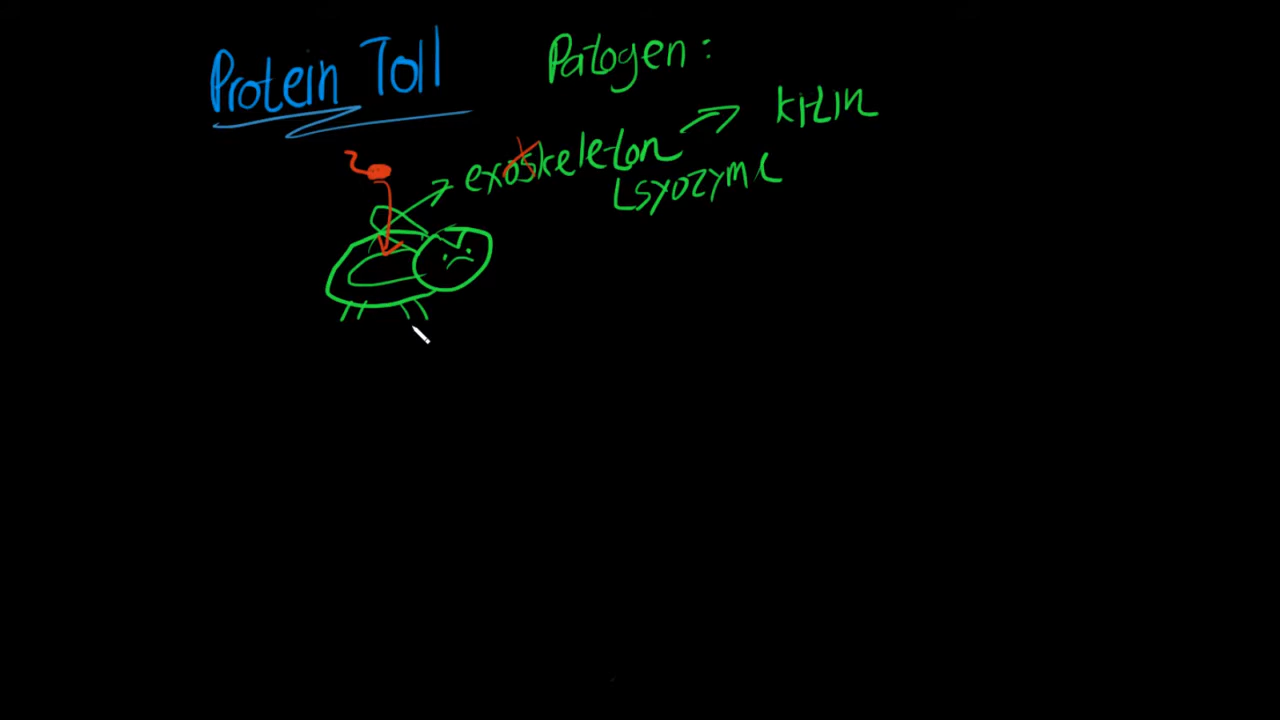 Protein Toll
Patogen :
exoskeleton
kitin
Lsyozyme